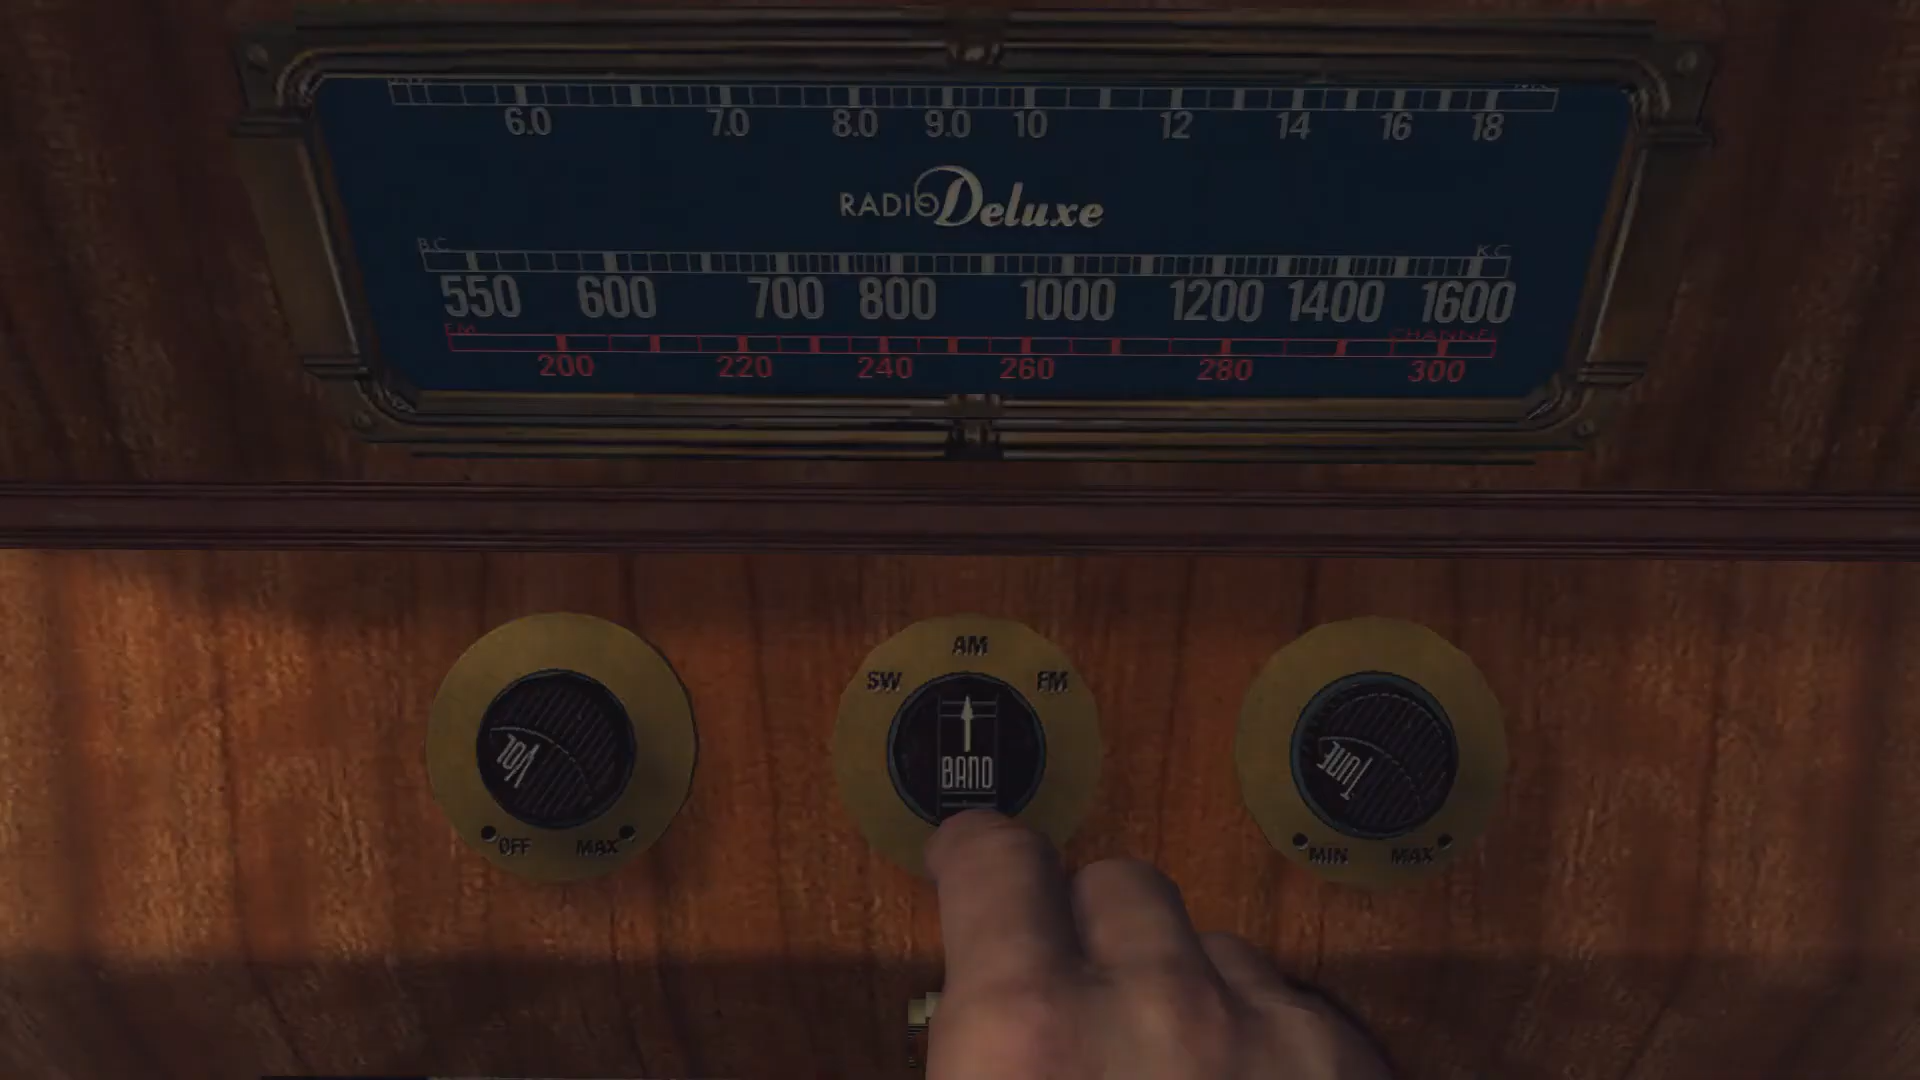 6.0 7.0 8.0 9.0 10 12 14 16 18
RADIO Deluxe
B.C. K.C
550 600 700 800 1000 1200 1400 1600
FM CHANNEL
200 220 240 260 280 300
AM
SW FM
VOL BAND TUNE
OFF MAX MIN MAX